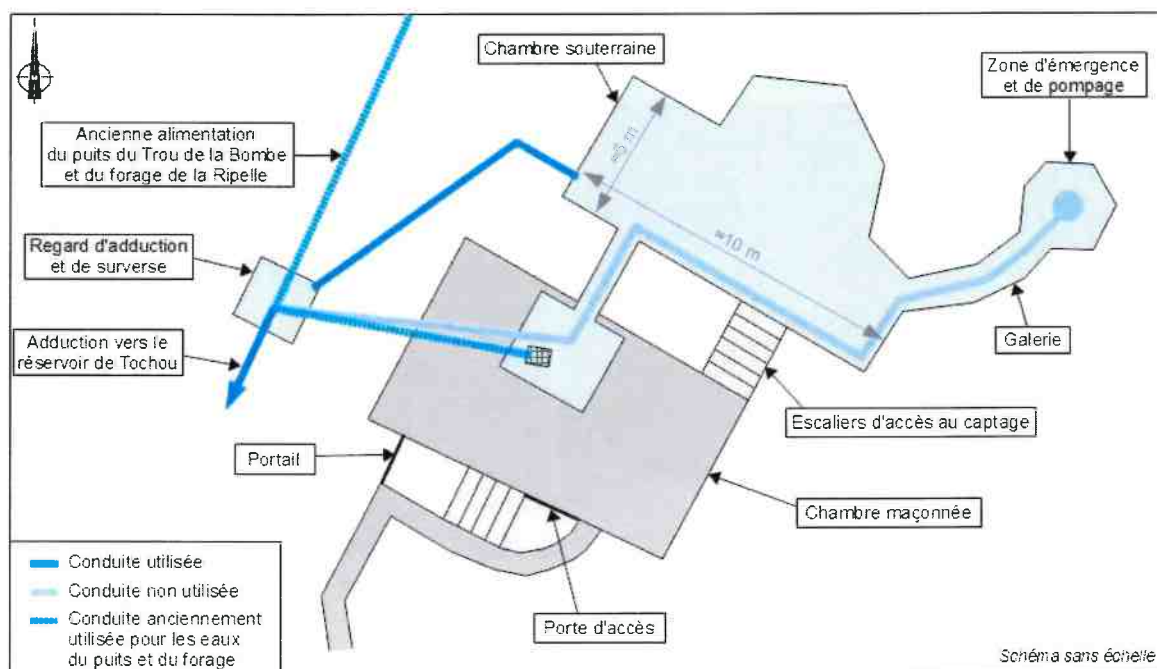 Chambre souterraine
Zone d'émergence
et de pompage
Ancienne alimentation
du puits du Trou de la Bombe
et du forage de la Ripelle
≈5 m
≈10 m
Regard d'adduction
et de surverse
Galerie
Adduction vers le
réservoir de Tochou
Escaliers d'accès au captage
Portail
Chambre maçonnée
Conduite utilisée
Conduite non utilisée
Conduite anciennement
utilisée pour les eaux
du puits et du forage
Porte d'accès
Schéma sans échelle